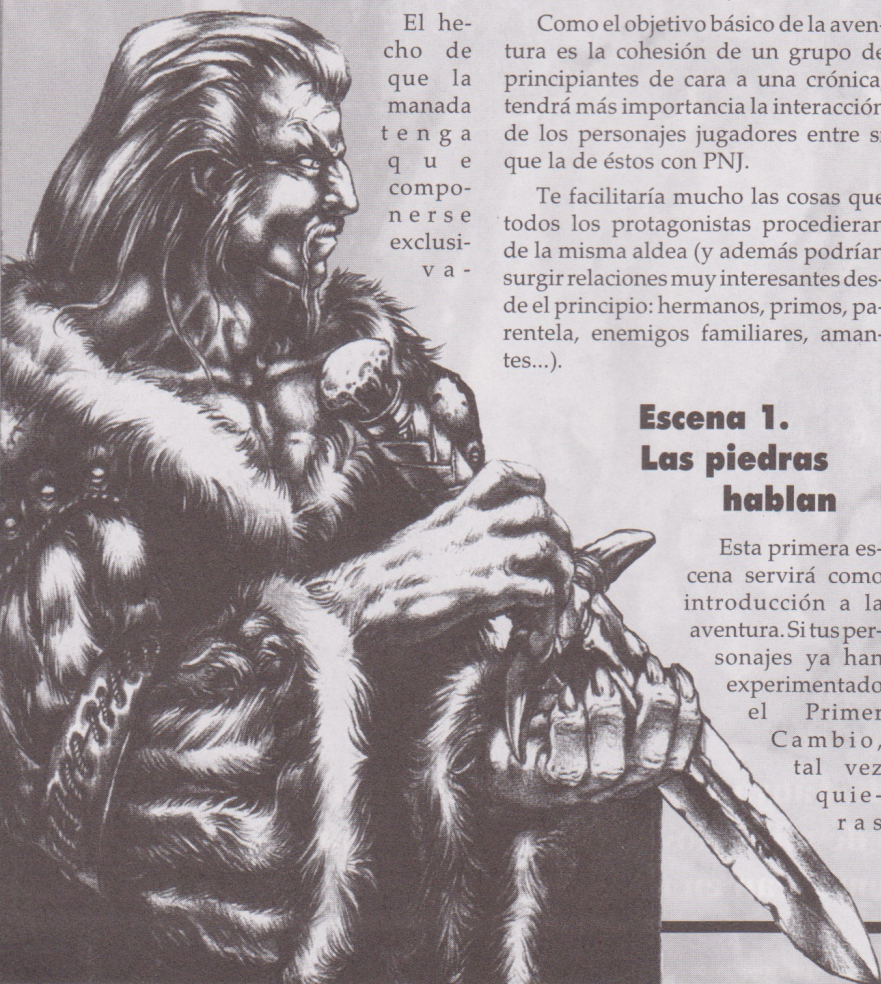 El he-
cho de
que la
manada
tenga
que
compo-
nerse
exclusi-
va-
Como el objetivo básico de la aven-
tura es la cohesión de un grupo de
principiantes de cara a una crónica,
tendrá más importancia la interacción
de los personajes jugadores entre sí
que la de éstos con PNJ.
Te facilitaría mucho las cosas que
todos los protagonistas procedieran
de la misma aldea (y además podrían
surgir relaciones muy interesantes des-
de el principio: hermanos, primos, pa-
rentela, enemigos familiares, aman-
tes...).
Escena 1.
Las piedras
hablan
Esta primera es-
cena servirá como
introducción a la
aventura. Si tus per-
sonajes ya han
experimentado
el Primer
Cambio,
tal vez
quie-
ras